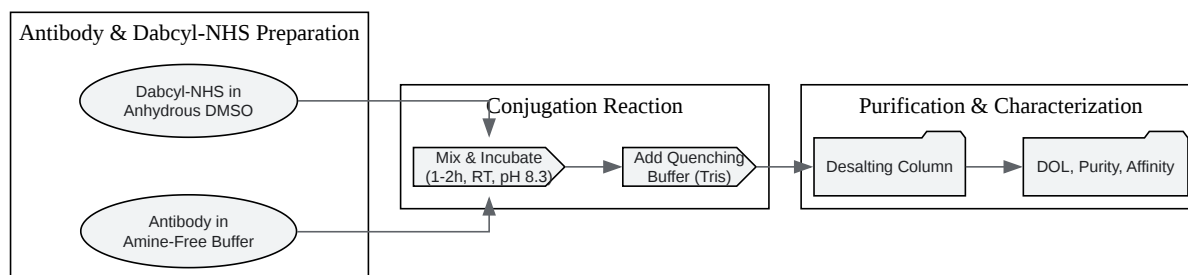 Antibody & Dabcyl-NHS Preparation
Dabcyl-NHS in
Anhydrous DMSO
Antibody in
Amine-Free Buffer
Conjugation Reaction
Mix & Incubate
(1-2h, RT, pH 8.3)
Add Quenching
Buffer (Tris)
Purification & Characterization
Desalting Column
DOL, Purity, Affinity